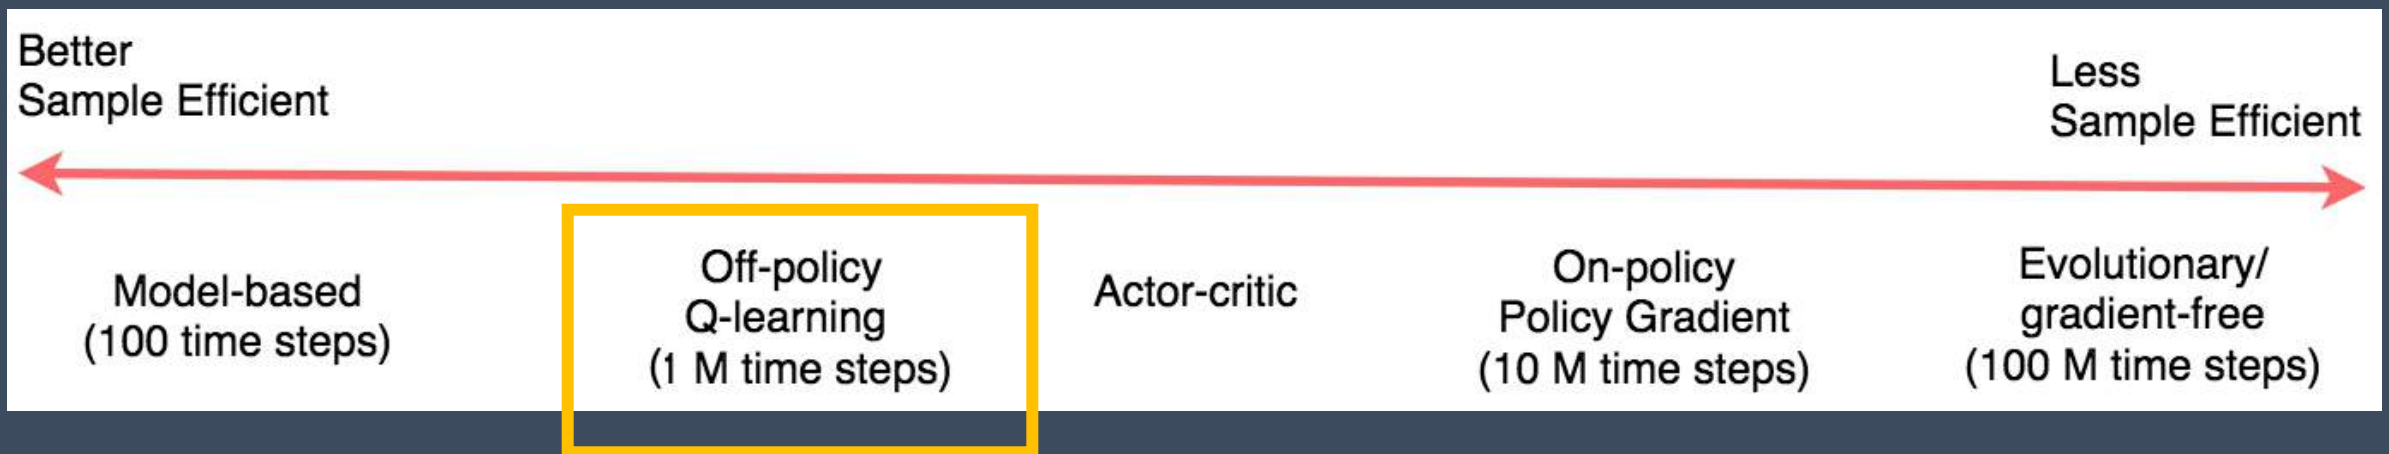 Better
Sample Efficient
Less
Sample Efficient
Model-based
(100 time steps)
Off-policy
Q-learning
(1 M time steps)
Actor-critic
On-policy
Policy Gradient
(10 M time steps)
Evolutionary/
gradient-free
(100 M time steps)